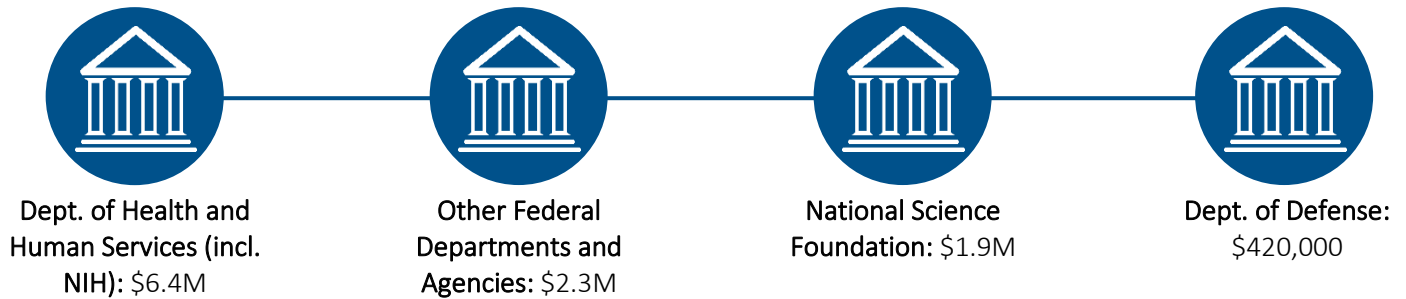 Dept. of Health and
Human Services (incl.
NIH): $6.4M
Other Federal
Departments and
Agencies: $2.3M
National Science
Foundation: $1.9M
Dept. of Defense:
$420,000